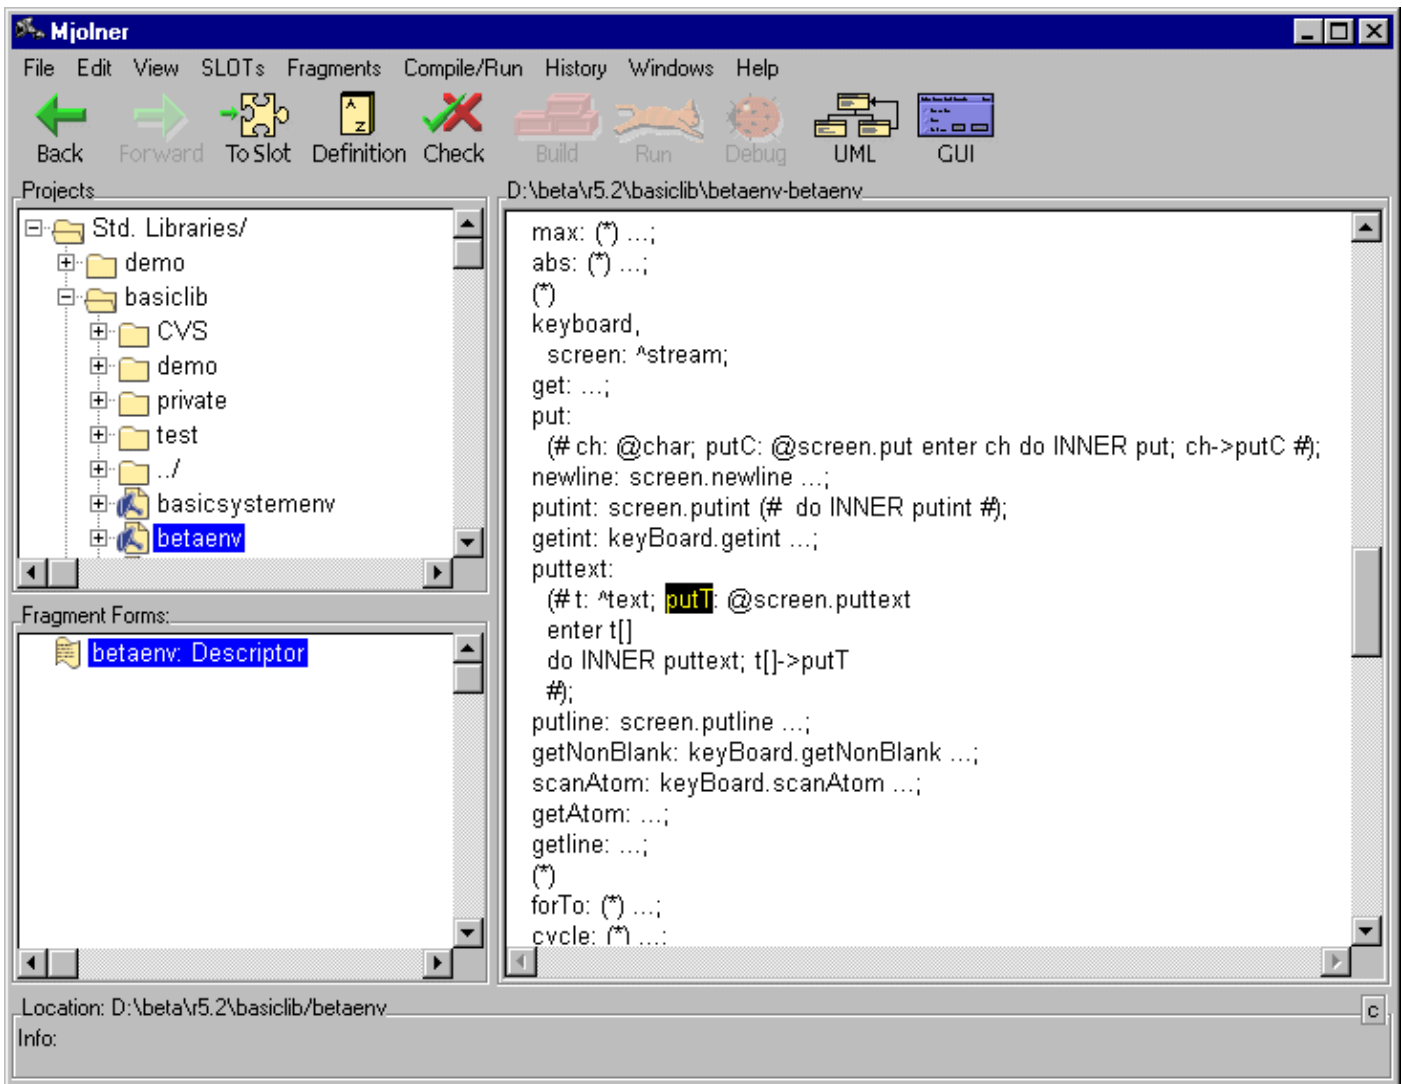 Mjolner
File Edit View SLOTs Fragments Compile/Run History Windows Help
Back Forward To Slot Definition Check Build Run Debug UML GUI
Projects
Std. Libraries/
demo
basiclib
CVS
demo
private
test
../
basicsystemenv
betaenv
Fragment Forms:
betaenv: Descriptor
D:\beta\r5.2\basiclib\betaenv-betaenv
max: (*) ...;
abs: (*) ...;
(*)
keyboard,
screen: ^stream;
get: ...;
put:
(# ch: @char; putC: @screen.put enter ch do INNER put; ch->putC #);
newline: screen.newline ...;
putint: screen.putint (# do INNER putint #);
getint: keyBoard.getint ...;
puttext:
(# t: ^text; putT: @screen.puttext
enter t[]
do INNER puttext; t[]->putT
#);
putline: screen.putline ...;
getNonBlank: keyBoard.getNonBlank ...;
scanAtom: keyBoard.scanAtom ...;
getAtom: ...;
getline: ...;
(*)
forTo: (*) ...;
cycle: (*) ...;
Location: D:\beta\r5.2\basiclib/betaenv
c
Info: